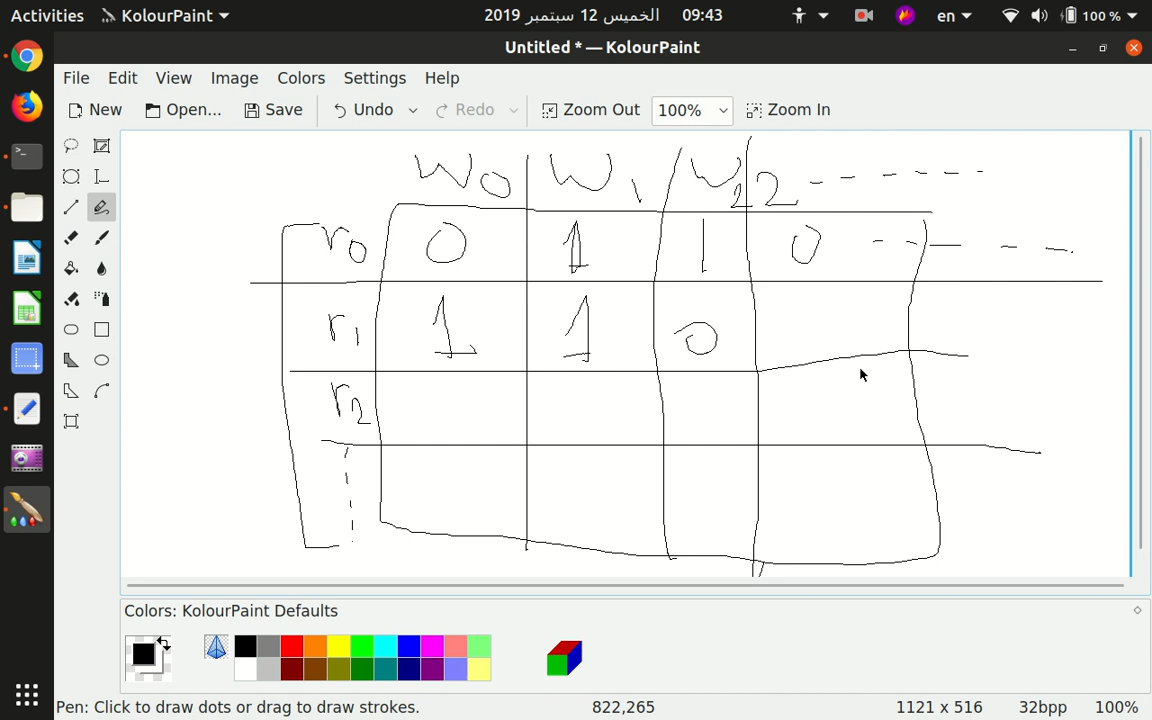 Activities KolourPaint الخميس 12 سبتمبر 2019 09:43 en 100 %
Untitled * — KolourPaint
File Edit View Image Colors Settings Help
New Open... Save Undo Redo Zoom Out 100% Zoom In
w0 w1 w2
r0 0 1 1 0
r1 1 1 0
r2
Colors: KolourPaint Defaults
Pen: Click to draw dots or drag to draw strokes. 822,265 1121 x 516 32bpp 100%